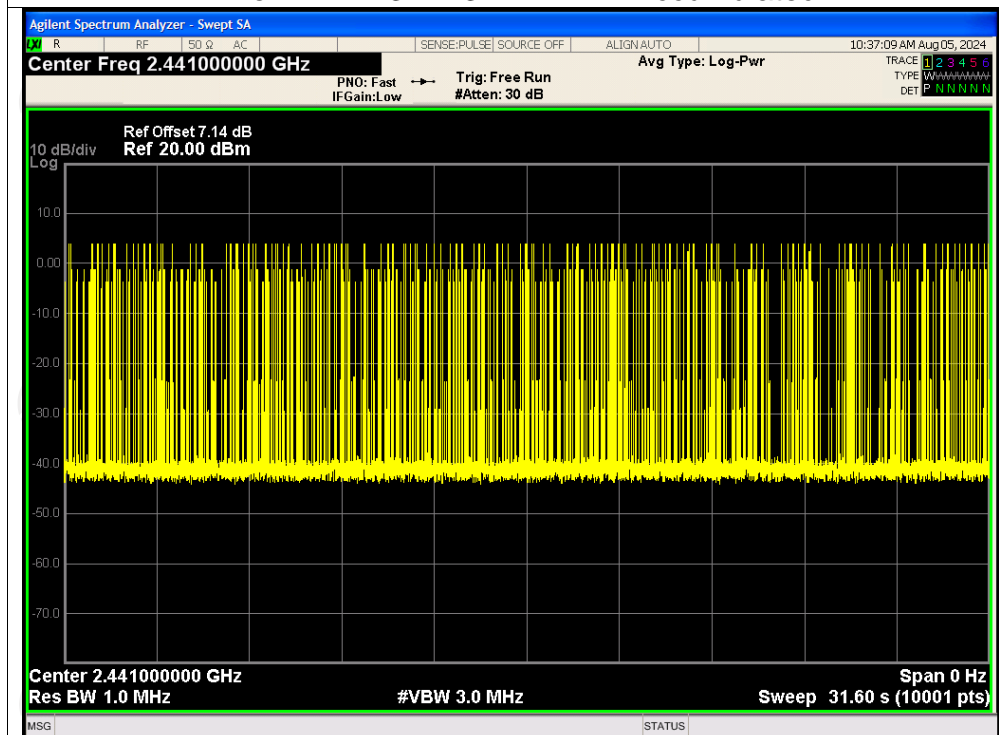 Agilent Spectrum Analyzer - Swept SA
LXI R RF 50 Ω AC SENSE:PULSE SOURCE OFF ALIGN AUTO 10:37:09 AM Aug 05, 2024
Center Freq 2.441000000 GHz Avg Type: Log-Pwr TRACE 1 2 3 4 5 6
PNO: Fast Trig: Free Run TYPE WWWWWW
IFGain:Low #Atten: 30 dB DET P N N N N N
Ref Offset 7.14 dB
10 dB/div Ref 20.00 dBm
Log
10.0
0.00
-10.0
-20.0
-30.0
-40.0
-50.0
-60.0
-70.0
Center 2.441000000 GHz Span 0 Hz
Res BW 1.0 MHz #VBW 3.0 MHz Sweep 31.60 s (10001 pts)
MSG STATUS